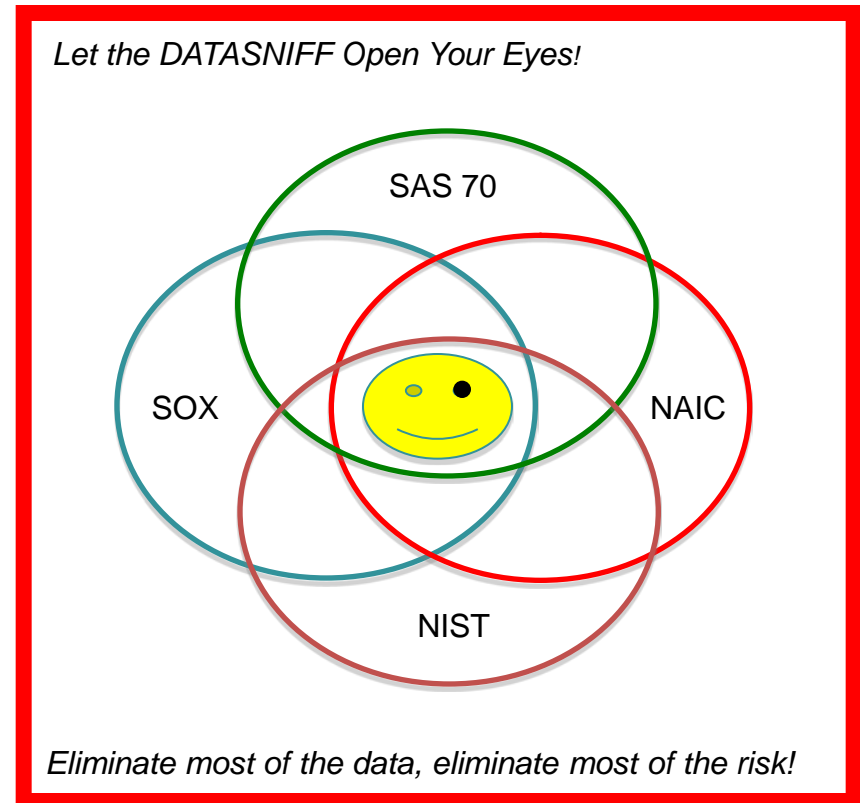 Let the DATASNIFF Open Your Eyes!
SAS 70
SOX
NAIC
NIST
Eliminate most of the data, eliminate most of the risk!